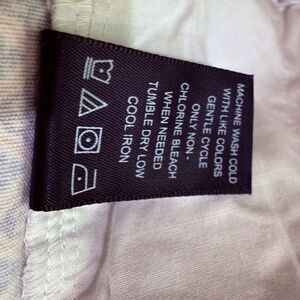 MACHINE WASH COLD
WITH LIKE COLORS
GENTLE CYCLE
ONLY NON-
CHLORINE BLEACH
WHEN NEEDED
TUMBLE DRY LOW
COOL IRON